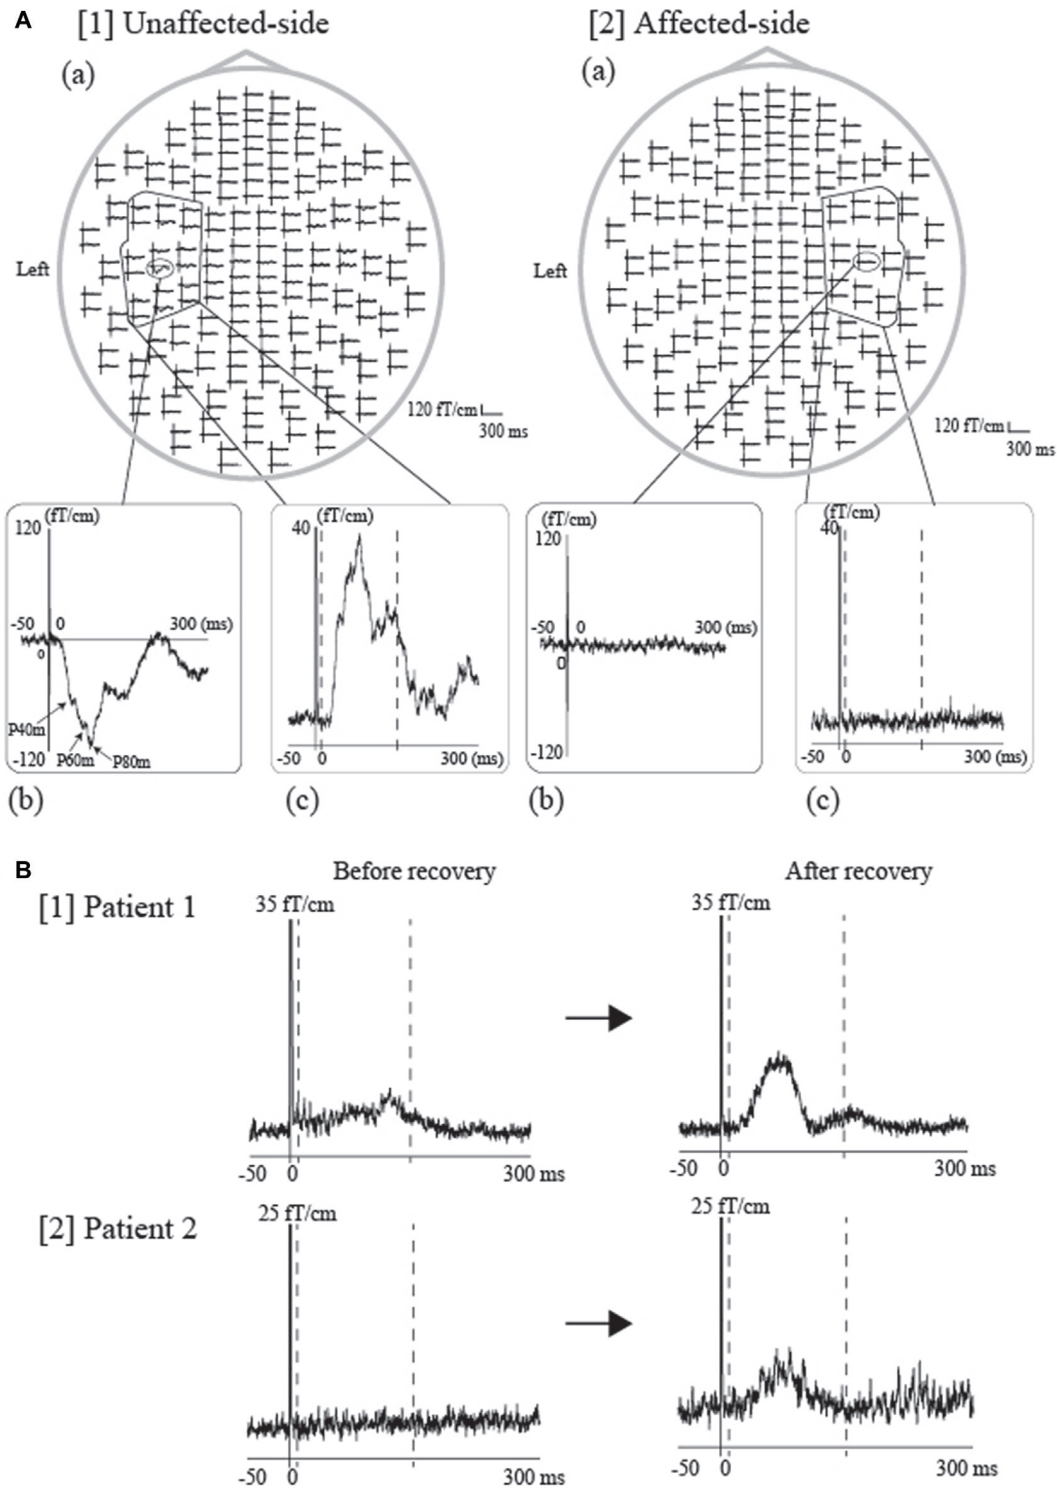 A
[1] Unaffected-side
[2] Affected-side
(a)
(a)
Left
Left
120 fT/cm
300 ms
120 fT/cm
300 ms
(fT/cm)
120
-50
0
300 (ms)
0
P40m
P60m
P80m
-120
(b)
(fT/cm)
40
-50
0
300 (ms)
(c)
(fT/cm)
120
-50
0
300 (ms)
0
-120
(b)
(fT/cm)
40
-50
0
300 (ms)
(c)
B
Before recovery
After recovery
[1] Patient 1
35 fT/cm
-50
0
300 ms
35 fT/cm
-50
0
300 ms
[2] Patient 2
25 fT/cm
-50
0
300 ms
25 fT/cm
-50
0
300 ms